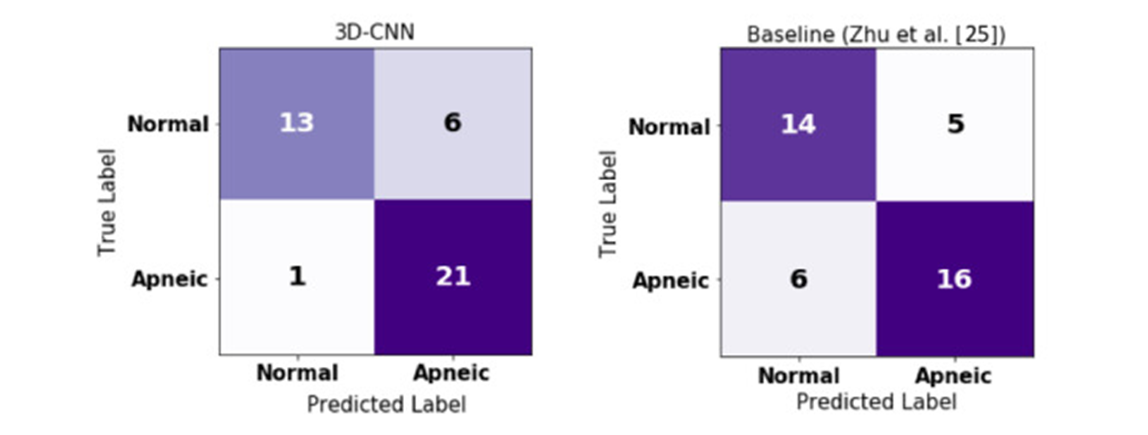 3D-CNN
True Label
Normal
13
6
Apneic
1
21
Normal
Apneic
Predicted Label
Baseline (Zhu et al. [25])
True Label
Normal
14
5
Apneic
6
16
Normal
Apneic
Predicted Label